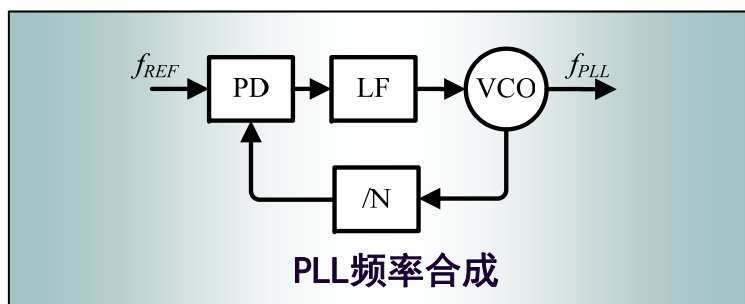 fREF
PD
LF
VCO
fPLL
/N
PLL频率合成